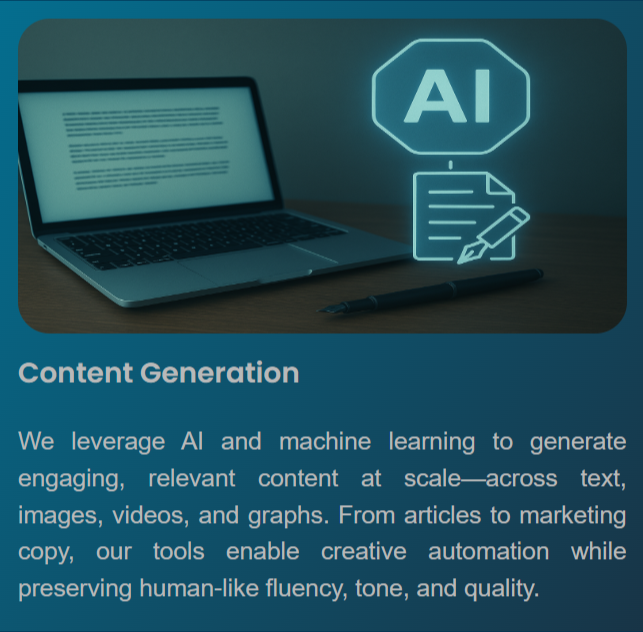 AI
Content Generation
We leverage AI and machine learning to generate
engaging, relevant content at scale—across text,
images, videos, and graphs. From articles to marketing
copy, our tools enable creative automation while
preserving human-like fluency, tone, and quality.